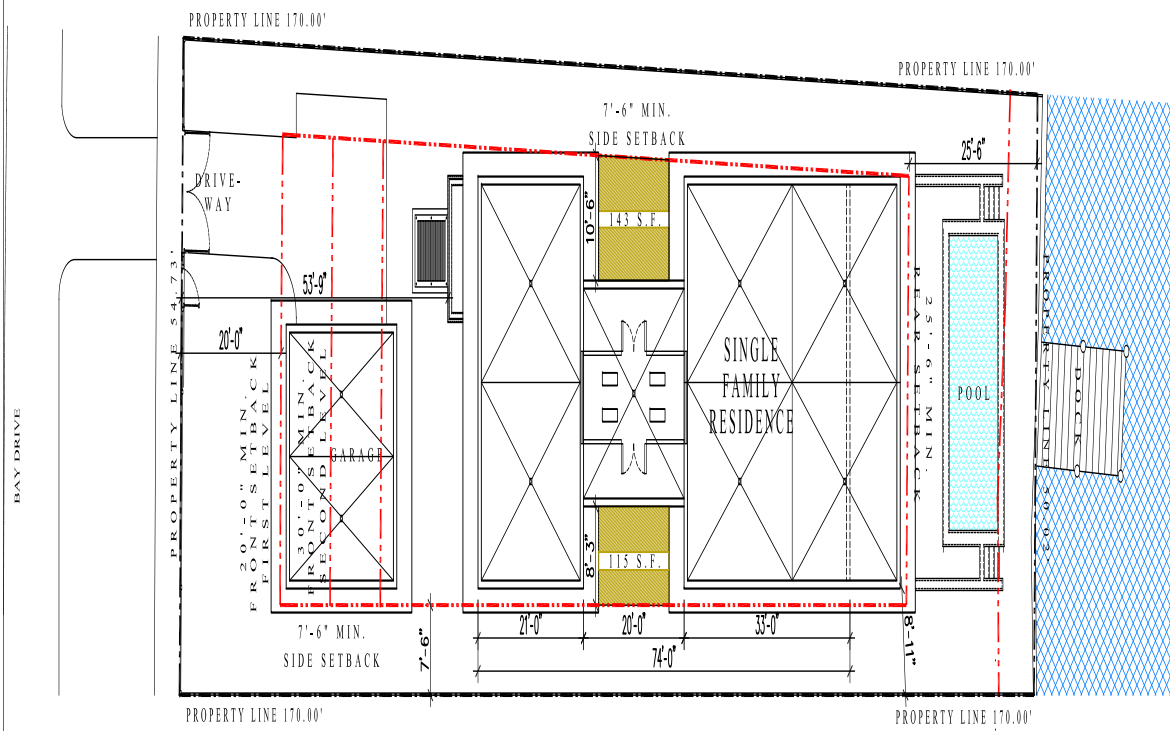 PROPERTY LINE 170.00'
PROPERTY LINE 170.00'
7'-6" MIN.
SIDE SETBACK
25'-6"
DRIVE-
WAY
143 S.F.
10'-6"
53'-9"
20'-0"
SINGLE
FAMILY
RESIDENCE
POOL
DOCK
GARAGE
BAY DRIVE
PROPERTY LINE 54.73'
20'-0" MIN.
FRONT SETBACK
FIRST LEVEL
30'-0" MIN.
FRONT SETBACK
SECOND LEVEL
25'-6" MIN.
REAR SETBACK
PROPERTY LINE 50.02'
8'-3"
115 S.F.
7'-6" MIN.
SIDE SETBACK
7'-6"
21'-0"
20'-0"
33'-0"
74'-0"
8'-11"
PROPERTY LINE 170.00'
PROPERTY LINE 170.00'